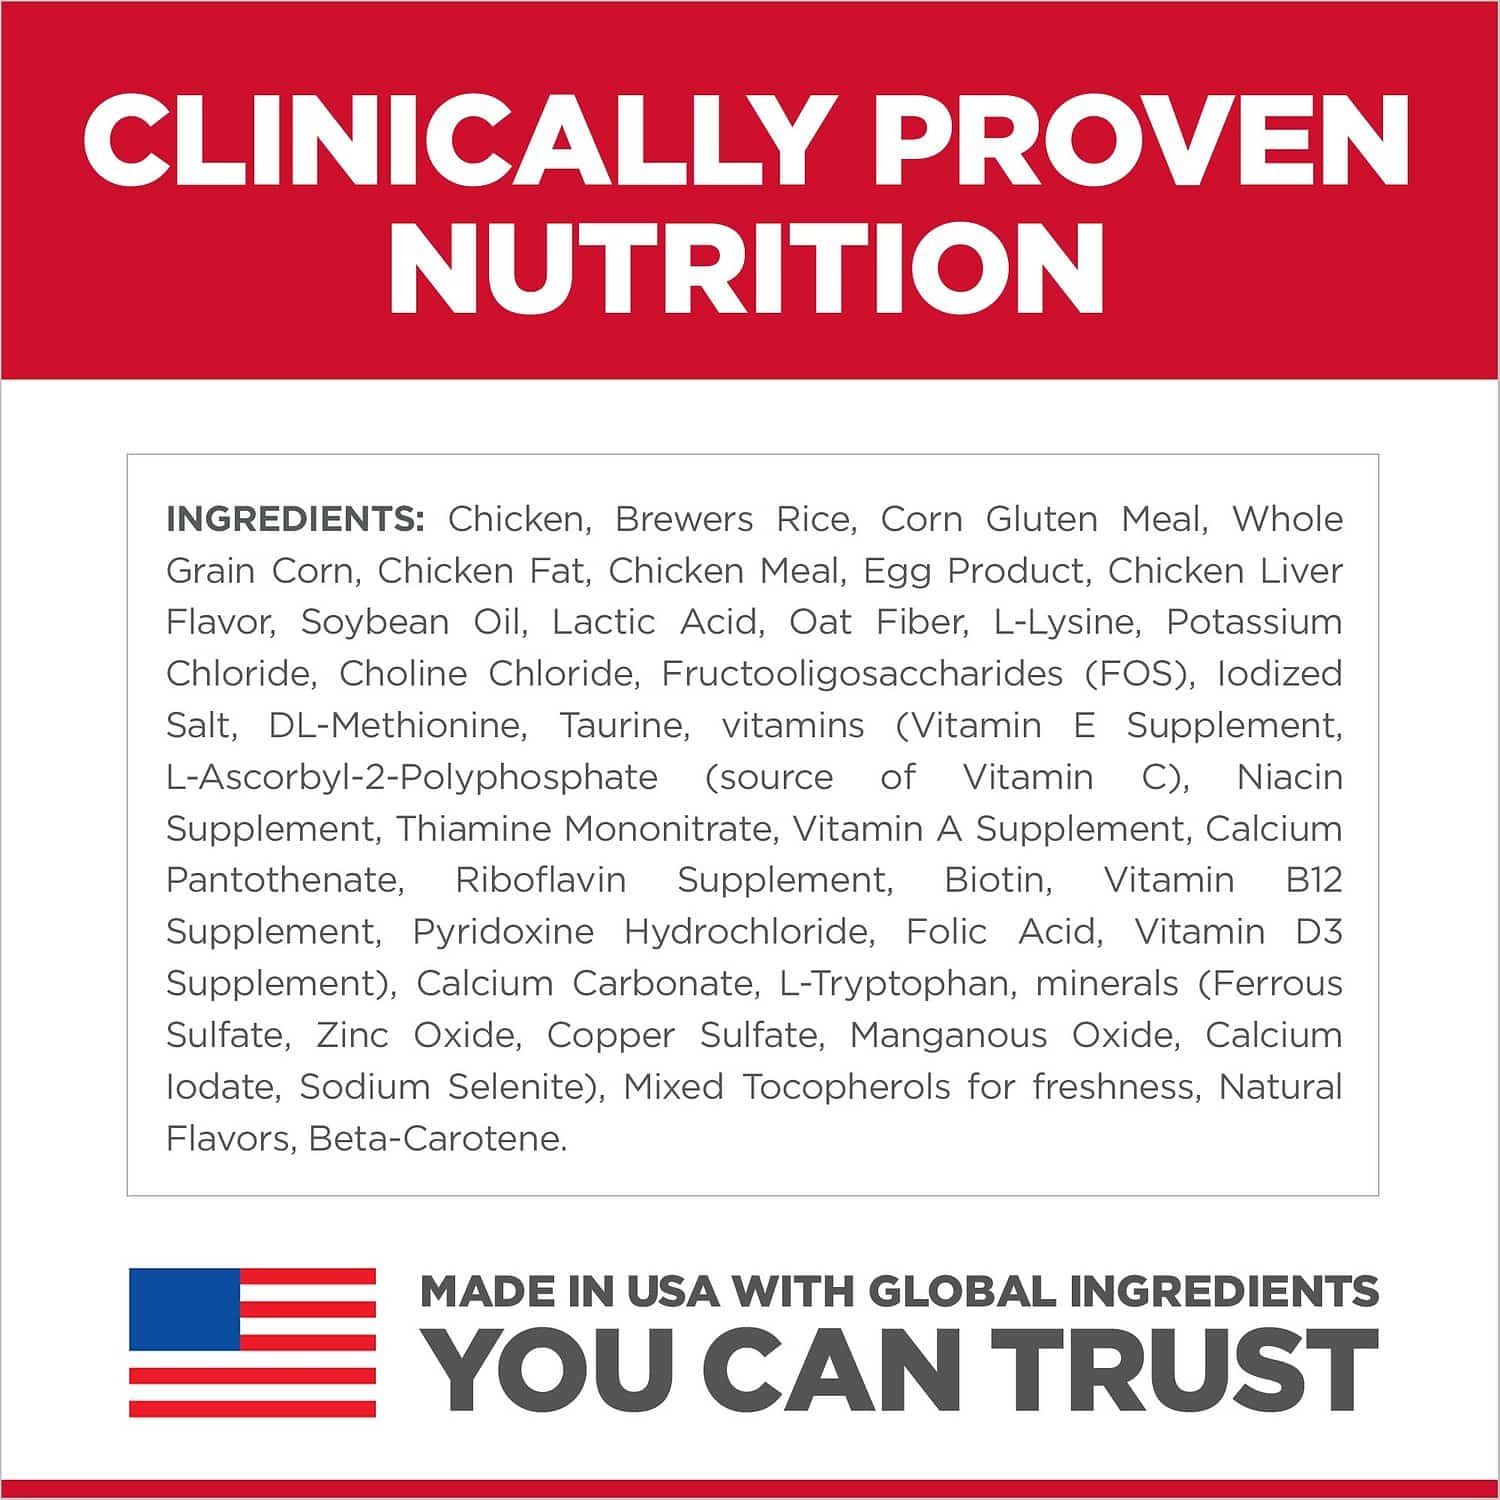 CLINICALLY PROVEN
NUTRITION
INGREDIENTS: Chicken, Brewers Rice, Corn Gluten Meal, Whole
Grain Corn, Chicken Fat, Chicken Meal, Egg Product, Chicken Liver
Flavor, Soybean Oil, Lactic Acid, Oat Fiber, L-Lysine, Potassium
Chloride, Choline Chloride, Fructooligosaccharides (FOS), Iodized
Salt, DL-Methionine, Taurine, vitamins (Vitamin E Supplement,
L-Ascorbyl-2-Polyphosphate (source of Vitamin C), Niacin
Supplement, Thiamine Mononitrate, Vitamin A Supplement, Calcium
Pantothenate, Riboflavin Supplement, Biotin, Vitamin B12
Supplement, Pyridoxine Hydrochloride, Folic Acid, Vitamin D3
Supplement), Calcium Carbonate, L-Tryptophan, minerals (Ferrous
Sulfate, Zinc Oxide, Copper Sulfate, Manganous Oxide, Calcium
Iodate, Sodium Selenite), Mixed Tocopherols for freshness, Natural
Flavors, Beta-Carotene.
MADE IN USA WITH GLOBAL INGREDIENTS
YOU CAN TRUST